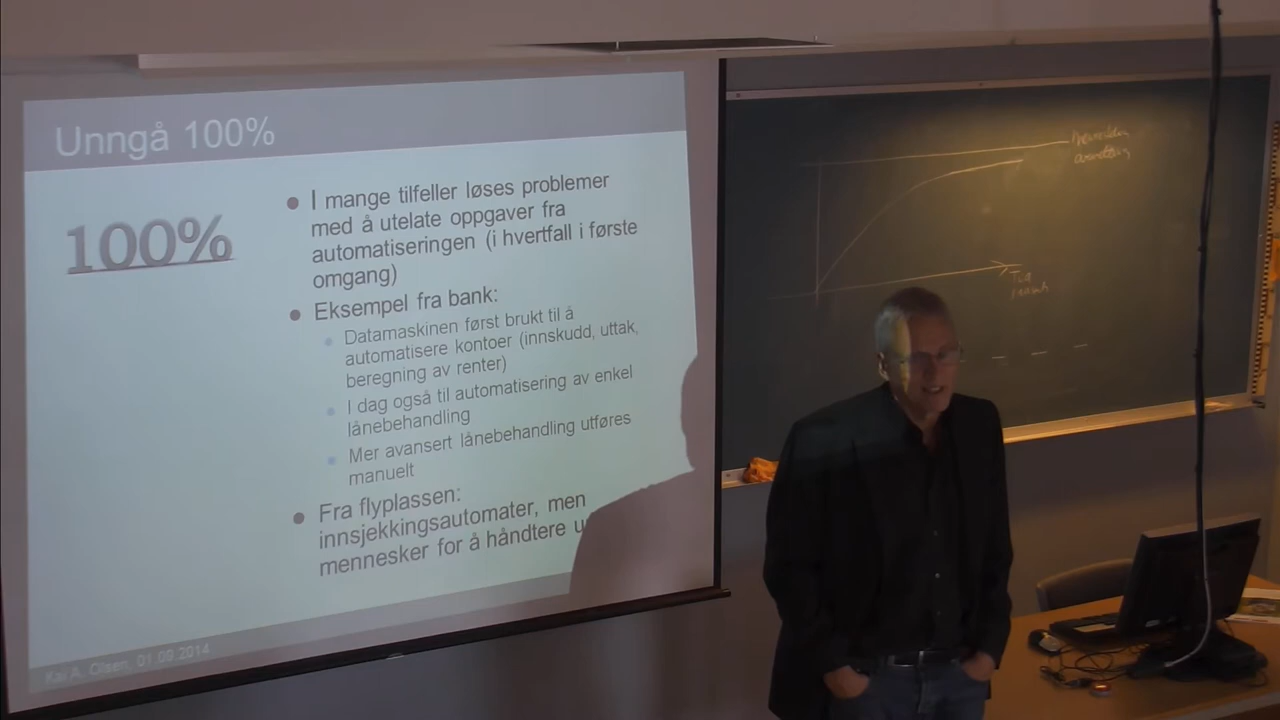 Unngå 100%
100%
I mange tilfeller løses problemer
med å utelate oppgaver fra
automatiseringen (i hvertfall i første
omgang)
Eksempel fra bank:
Datamaskinen først brukt til å
automatisere kontoer (innskudd, uttak,
beregning av renter)
I dag også til automatisering av enkel
lånebehandling
Mer avansert lånebehandling utføres
manuelt
Fra flyplassen:
innsjekkingsautomater, men
mennesker for å håndtere
Kai A. Olsen, 01.09.2014